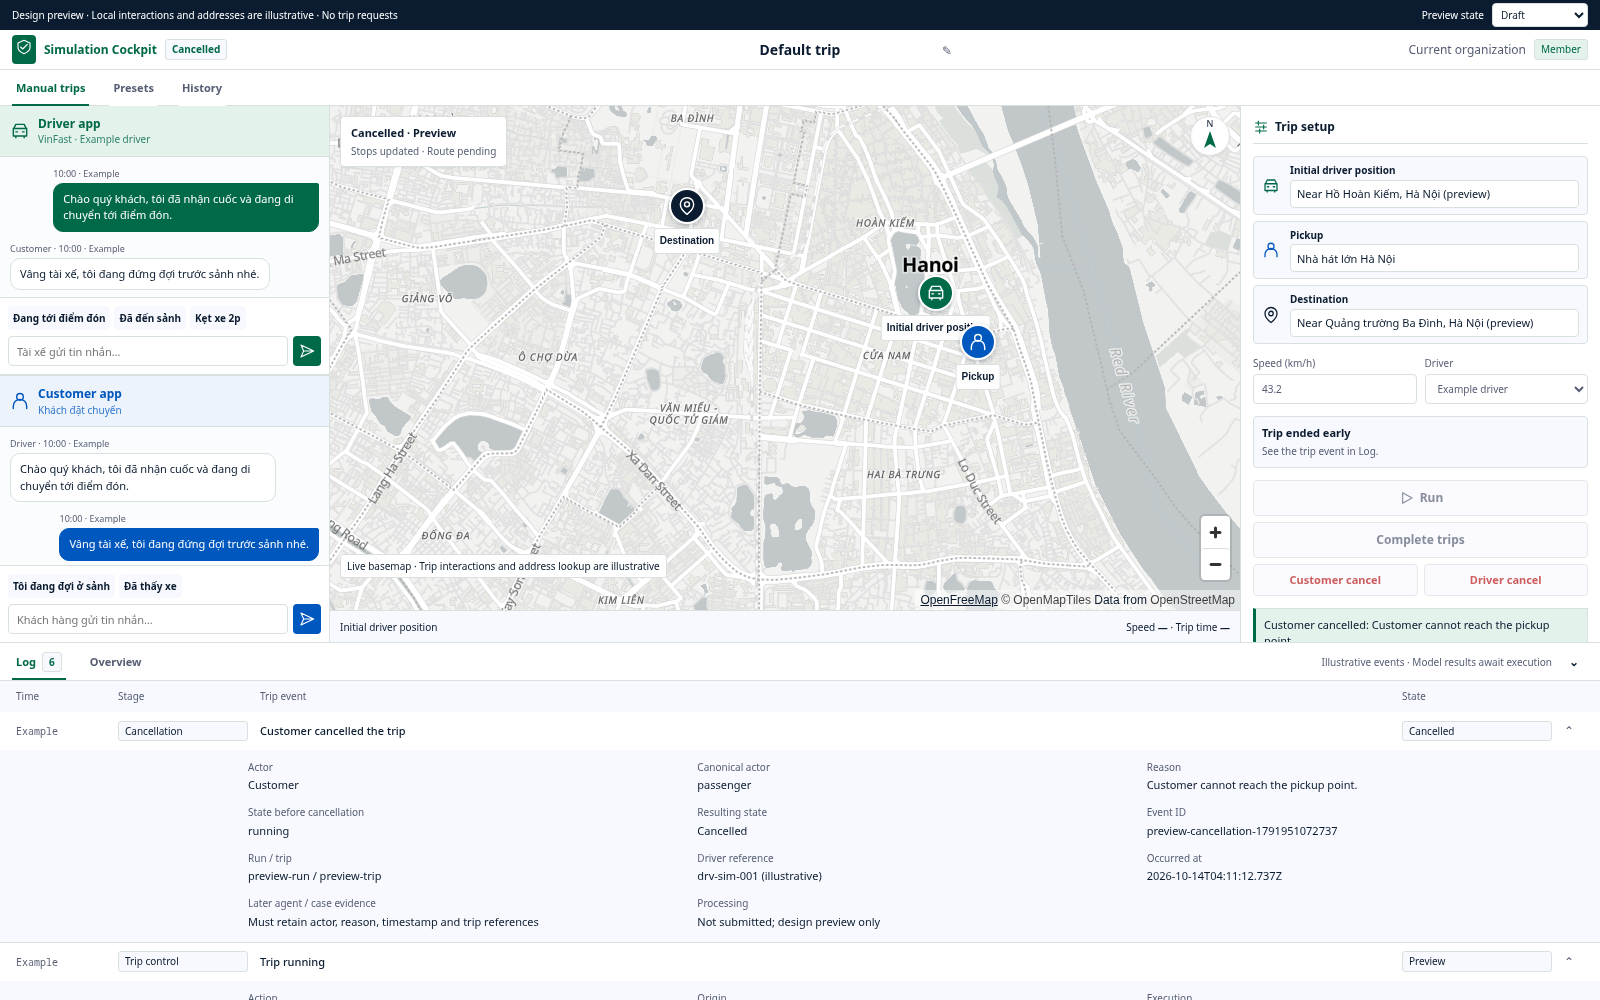 Design preview · Local interactions and addresses are illustrative · No trip requests
Preview state
Draft
Simulation Cockpit
Cancelled
Default trip
Current organization
Member
Manual trips
Presets
History
Driver app
VinFast · Example driver
10:00 · Example
Chào quý khách, tôi đã nhận cuốc và đang di
chuyển tới điểm đón.
Customer · 10:00 · Example
Vâng tài xế, tôi đang đứng đợi trước sảnh nhé.
Đang tới điểm đón
Đã đến sảnh
Kẹt xe 2p
Tài xế gửi tin nhắn...
Customer app
Khách đặt chuyến
Driver · 10:00 · Example
Chào quý khách, tôi đã nhận cuốc và đang di
chuyển tới điểm đón.
10:00 · Example
Vâng tài xế, tôi đang đứng đợi trước sảnh nhé.
Tôi đang đợi ở sảnh
Đã thấy xe
Khách hàng gửi tin nhắn...
Cancelled · Preview
Stops updated · Route pending
BA ĐÌNH
N
Destination
HOÀN KIẾM
Ma Street
Hanoi
GIẢNG VÕ
Initial driver posit
Ô CHỢ DỪA
CỬA NAM
Pickup
Red River
VĂN MIẾU -
QUỐC TỬ GIÁM
Lang Ha Street
Xa Dan Street
HAI BÀ TRƯNG
Lo Duc Street
ng Road
ĐỐNG ĐA
Live basemap · Trip interactions and address lookup are illustrative
ay Son
et
KIM LIÊN
OpenFreeMap © OpenMapTiles Data from OpenStreetMap
Initial driver position
Speed — · Trip time —
Trip setup
Initial driver position
Near Hồ Hoàn Kiếm, Hà Nội (preview)
Pickup
Nhà hát lớn Hà Nội
Destination
Near Quảng trường Ba Đình, Hà Nội (preview)
Speed (km/h)
Driver
43.2
Example driver
Trip ended early
See the trip event in Log.
Run
Complete trips
Customer cancel
Driver cancel
Customer cancelled: Customer cannot reach the pickup
point.
Log
6
Overview
Illustrative events · Model results await execution
Time
Stage
Trip event
State
Example
Cancellation
Customer cancelled the trip
Cancelled
Actor
Canonical actor
Reason
Customer
passenger
Customer cannot reach the pickup point.
State before cancellation
Resulting state
Event ID
running
Cancelled
preview-cancellation-1791951072737
Run / trip
Driver reference
Occurred at
preview-run / preview-trip
drv-sim-001 (illustrative)
2026-10-14T04:11:12.737Z
Later agent / case evidence
Processing
Must retain actor, reason, timestamp and trip references
Not submitted; design preview only
Example
Trip control
Trip running
Preview
Action
Origin
Execution